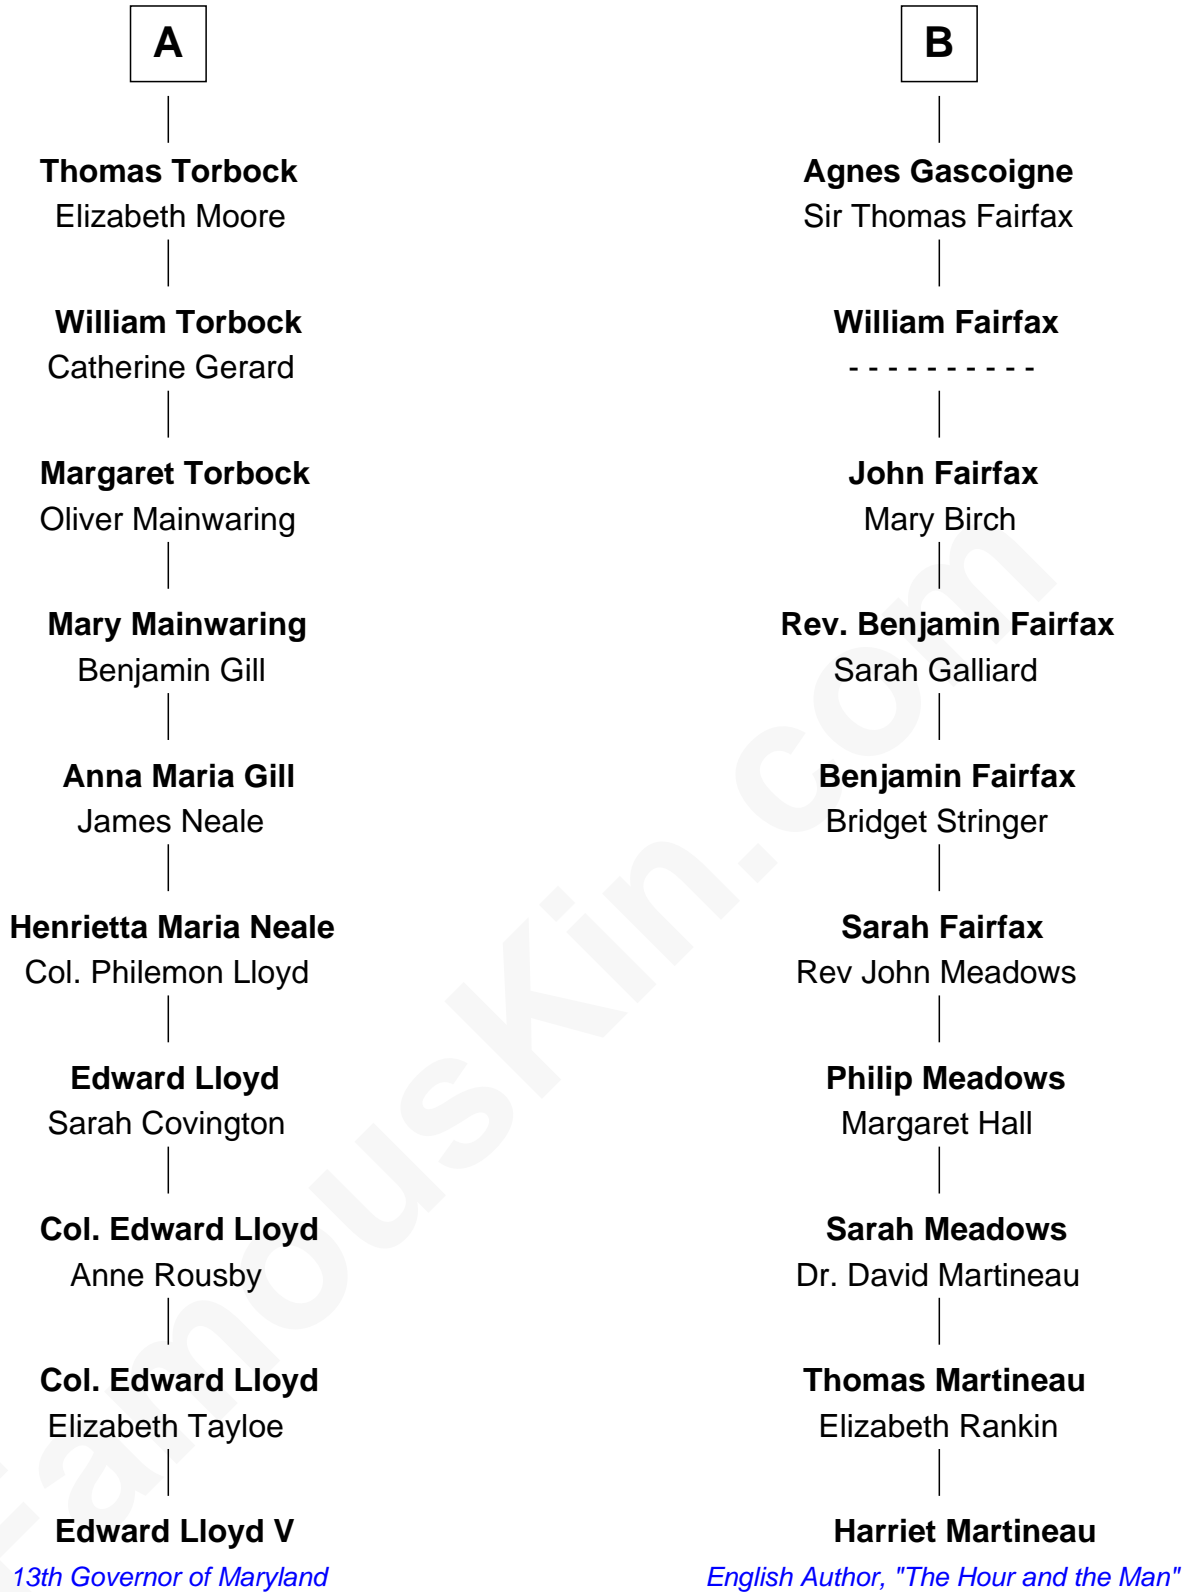 A
Thomas Torbock
Elizabeth Moore
William Torbock
Catherine Gerard
Margaret Torbock
Oliver Mainwaring
Mary Mainwaring
Benjamin Gill
Anna Maria Gill
James Neale
Henrietta Maria Neale
Col. Philemon Lloyd
Edward Lloyd
Sarah Covington
Col. Edward Lloyd
Anne Rousby
Col. Edward Lloyd
Elizabeth Tayloe
Edward Lloyd V
13th Governor of Maryland
B
Agnes Gascoigne
Sir Thomas Fairfax
William Fairfax
- - - - - - - - - -
John Fairfax
Mary Birch
Rev. Benjamin Fairfax
Sarah Galliard
Benjamin Fairfax
Bridget Stringer
Sarah Fairfax
Rev John Meadows
Philip Meadows
Margaret Hall
Sarah Meadows
Dr. David Martineau
Thomas Martineau
Elizabeth Rankin
Harriet Martineau
English Author, "The Hour and the Man"
FamousKin.com